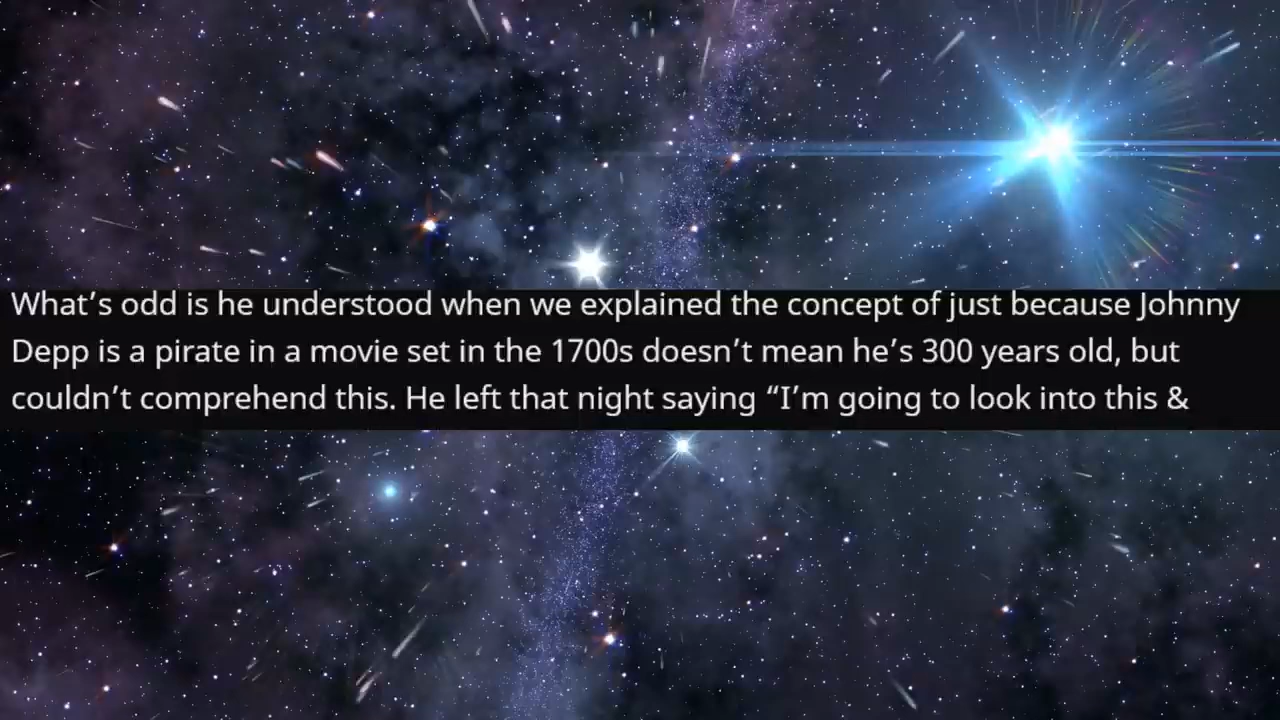 What’s odd is he understood when we explained the concept of just because Johnny
Depp is a pirate in a movie set in the 1700s doesn’t mean he’s 300 years old, but
couldn’t comprehend this. He left that night saying “I’m going to look into this &